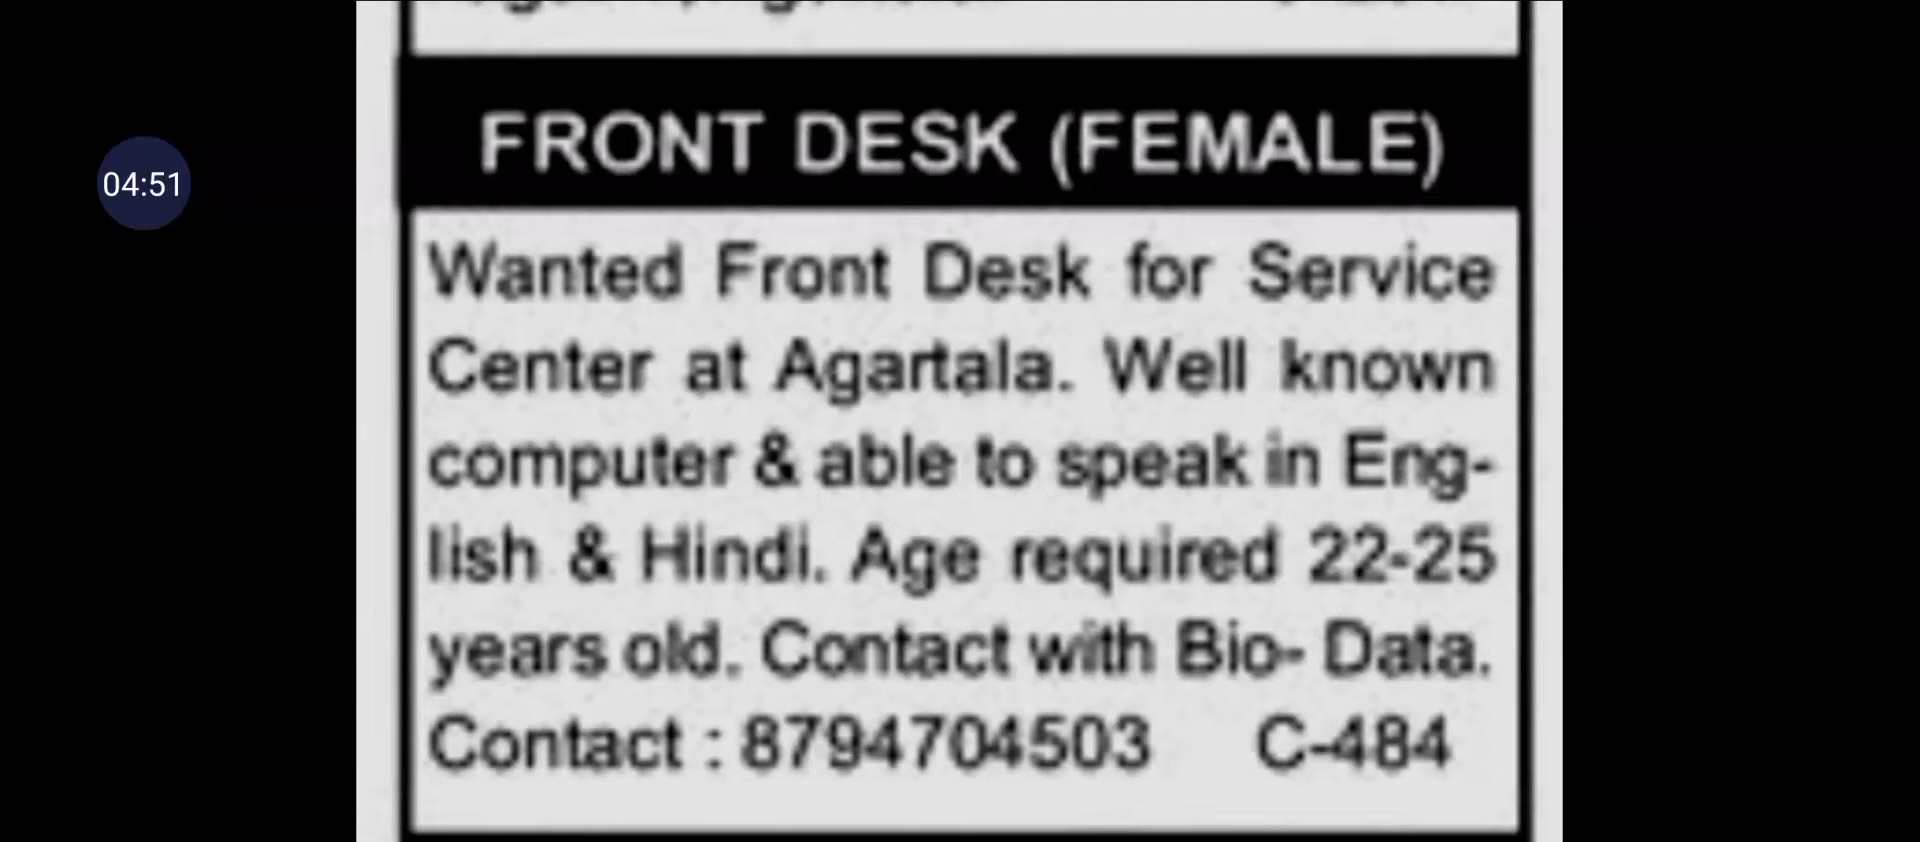 FRONT DESK (FEMALE)
04:51
Wanted Front Desk for Service
Center at Agartala. Well known
computer & able to speak in Eng-
lish & Hindi. Age required 22-25
years old. Contact with Bio- Data.
Contact : 8794704503 C-484